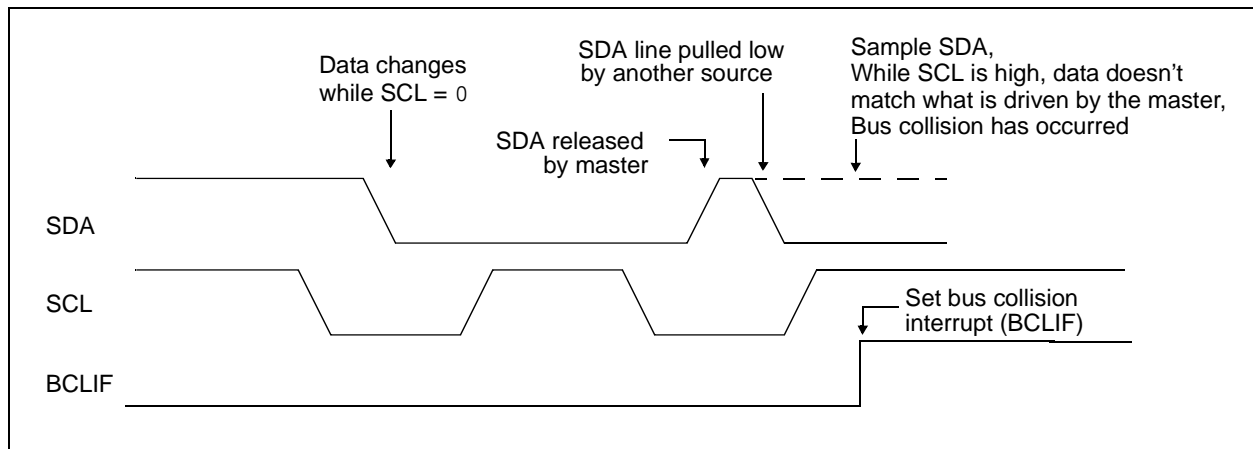 Data changes
while SCL = 0
SDA line pulled low
by another source
Sample SDA,
While SCL is high, data doesn't
match what is driven by the master,
Bus collision has occurred
SDA released
by master
SDA
SCL
Set bus collision
interrupt (BCLIF)
BCLIF